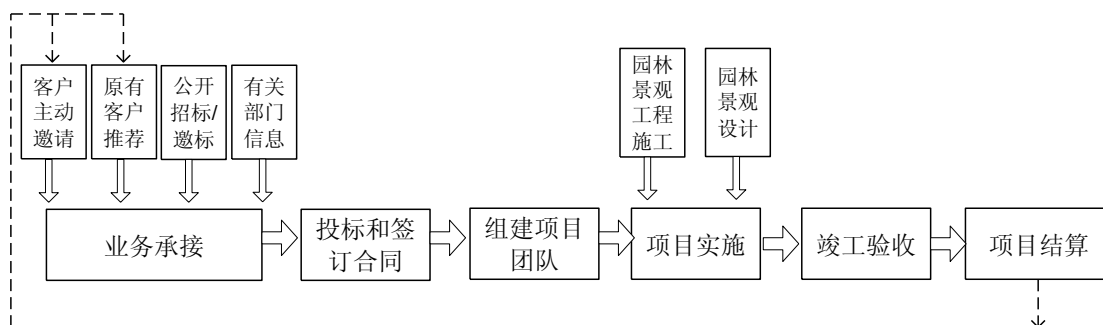 客户
主动
邀请
原有
客户
推荐
公开
招标/
邀标
有关
部门
信息
园林
景观
工程
施工
园林
景观
设计
业务承接
投标和签
订合同
组建项目
团队
项目实施
竣工验收
项目结算